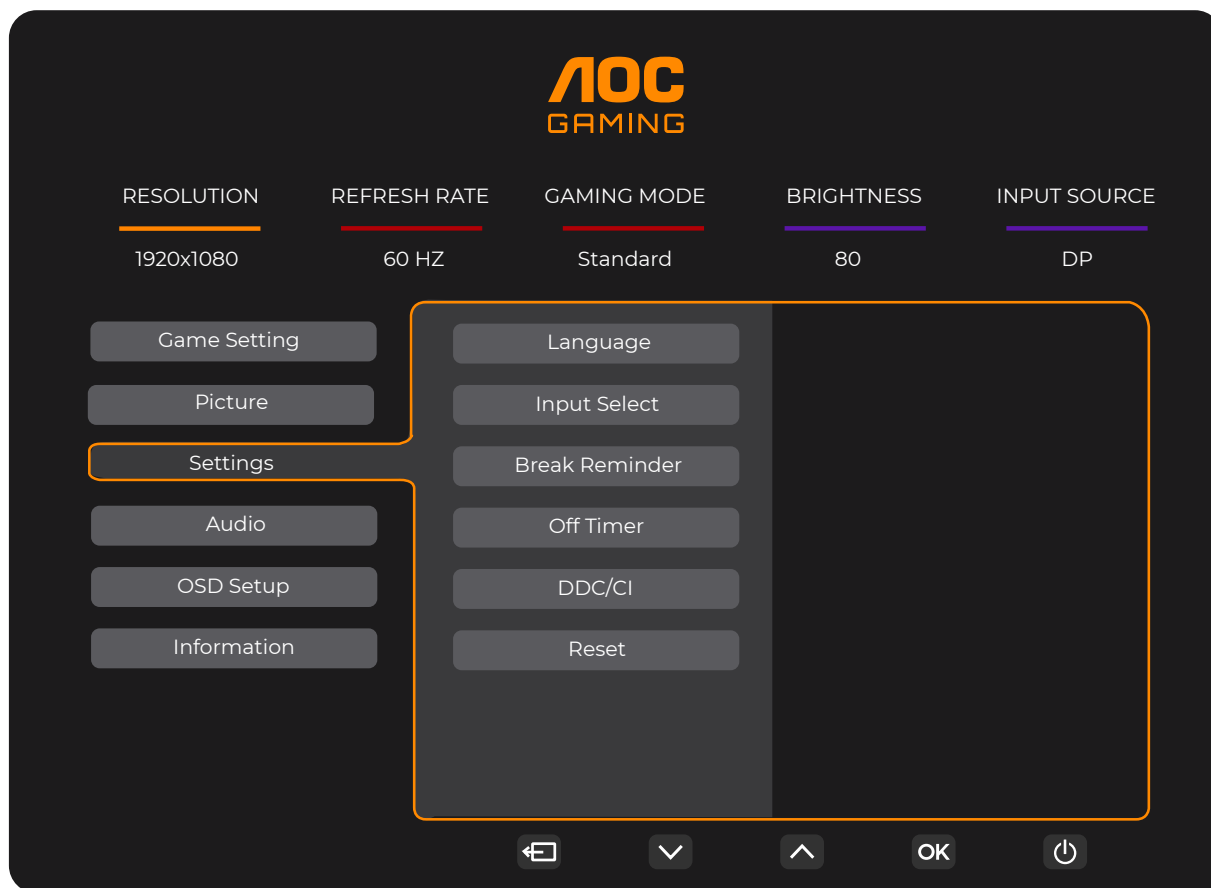 AOC
GAMING
RESOLUTION REFRESH RATE GAMING MODE BRIGHTNESS INPUT SOURCE
1920x1080 60 HZ Standard 80 DP
Game Setting
Picture
Settings
Audio
OSD Setup
Information
Language
Input Select
Break Reminder
Off Timer
DDC/CI
Reset
OK